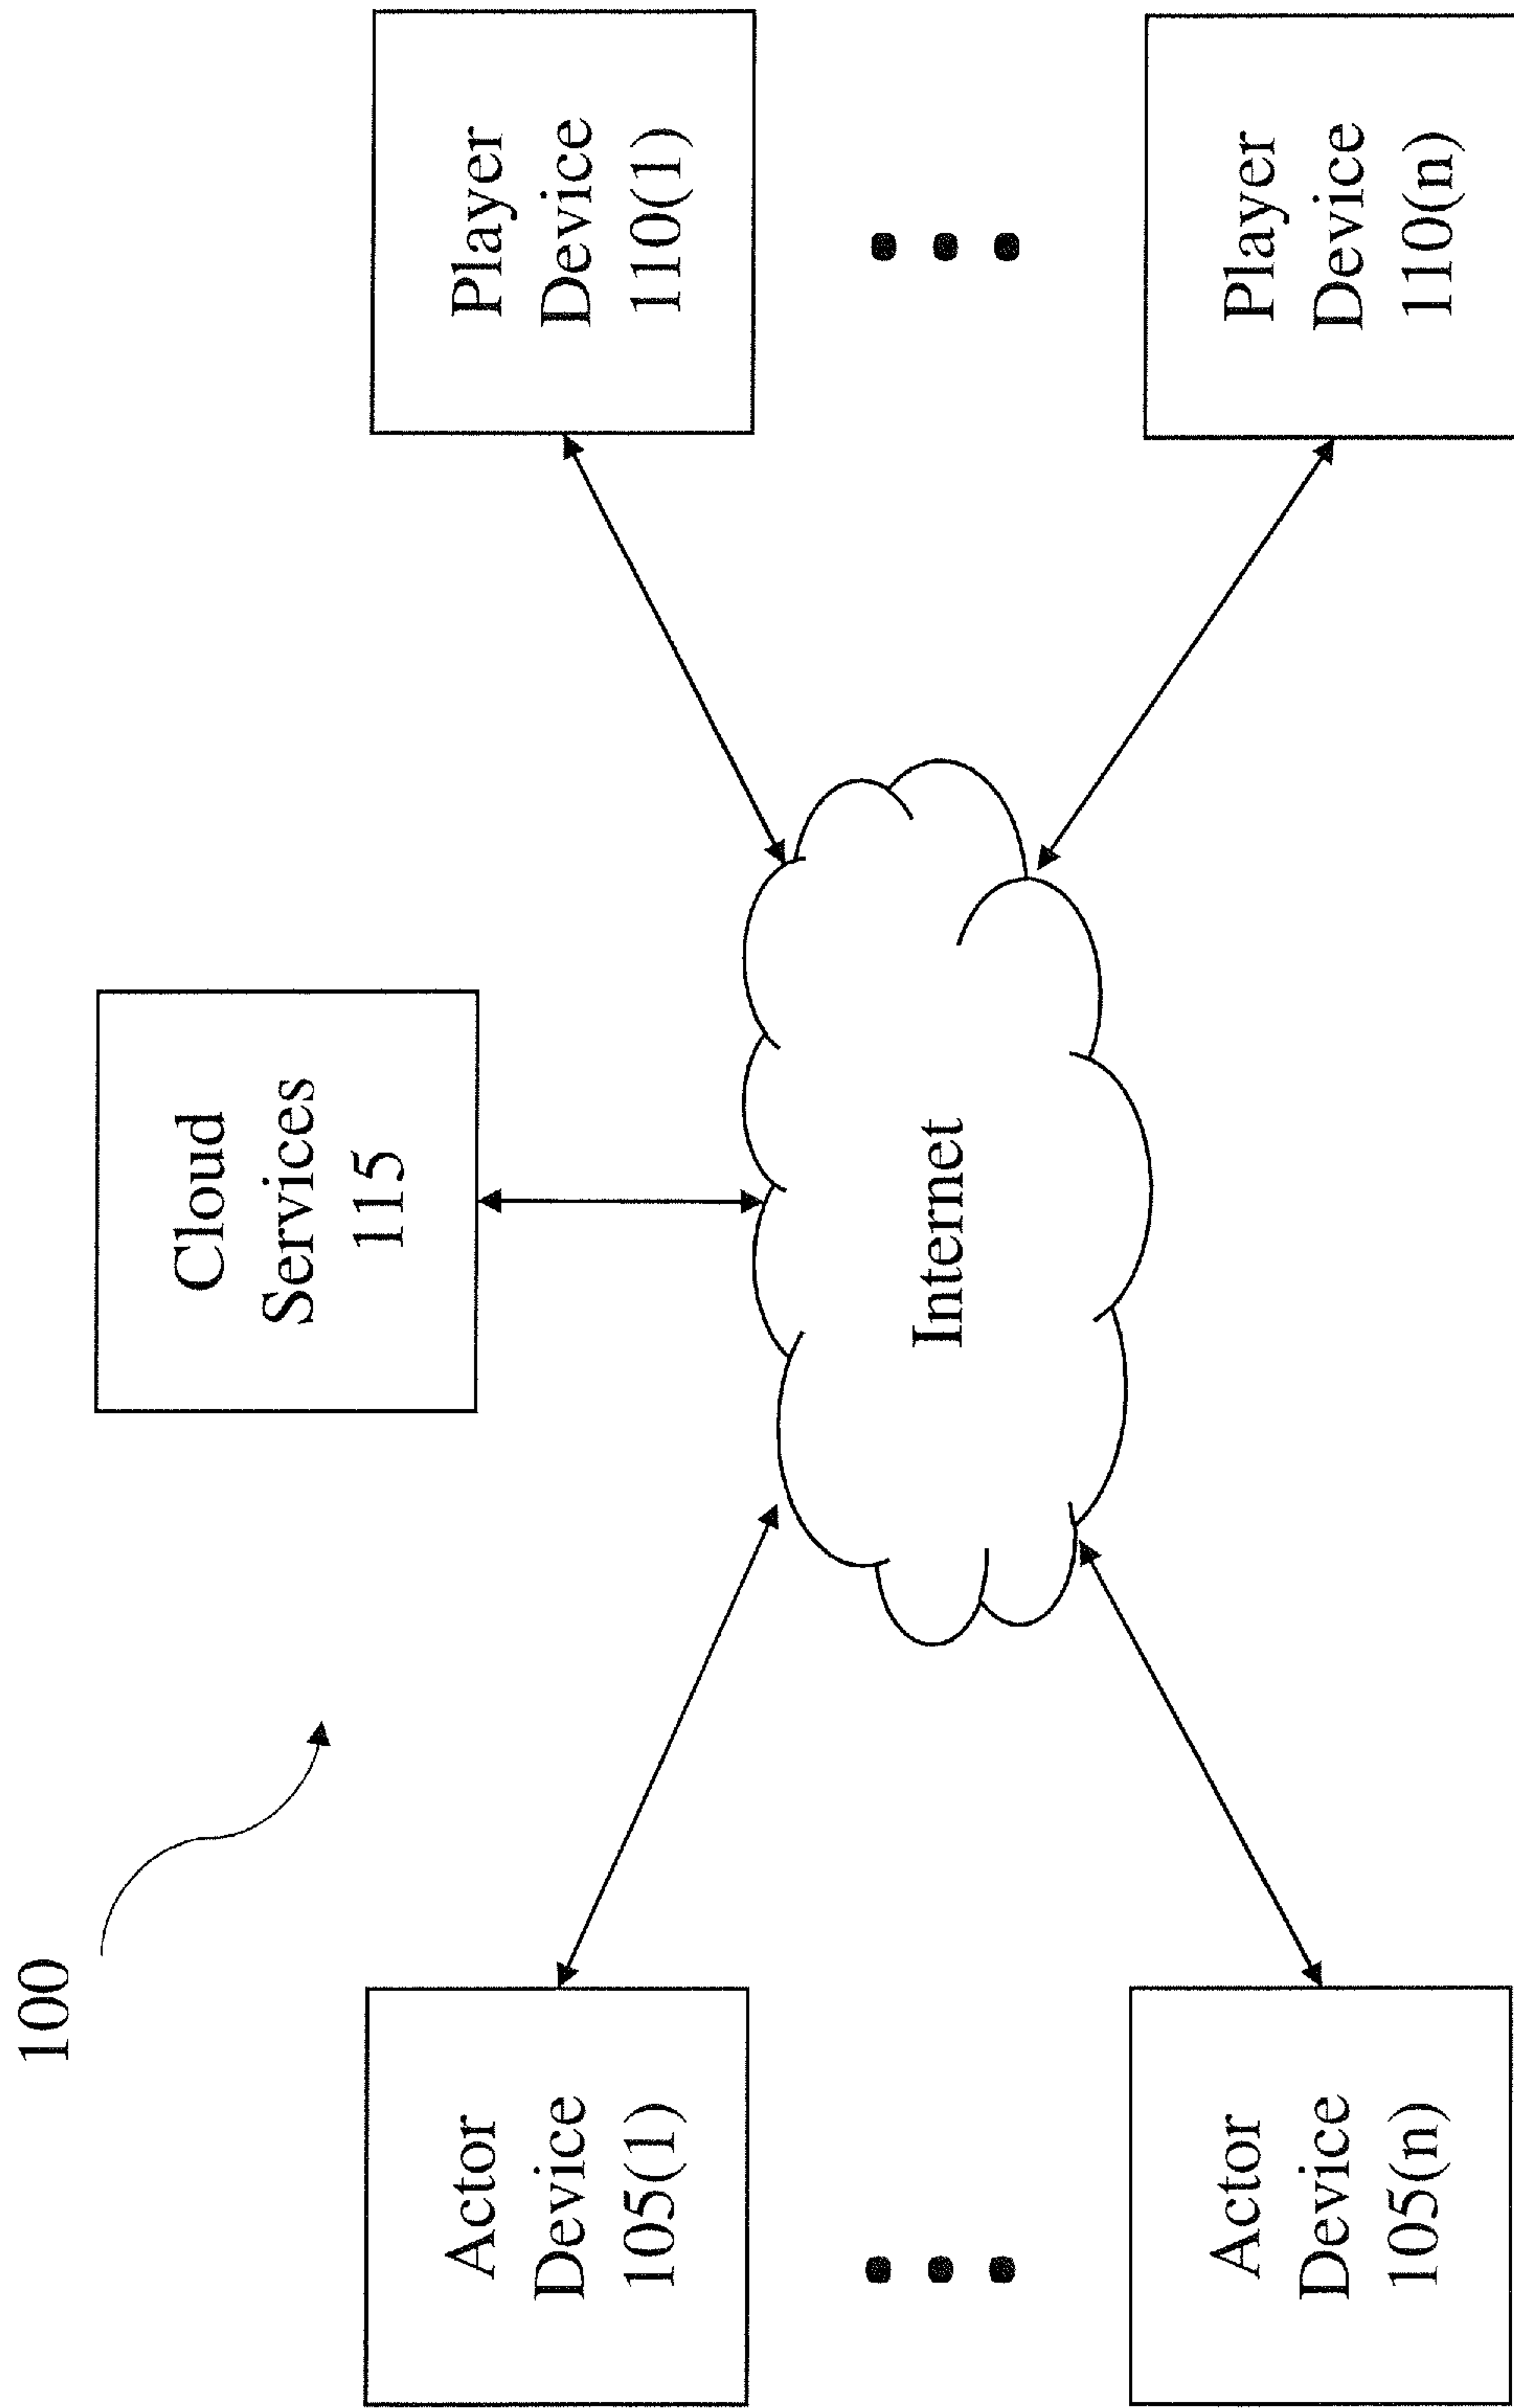 100
Cloud
Services
115
Actor
Device
105(1)
Internet
Player
Device
110(1)
Actor
Device
105(n)
Player
Device
110(n)